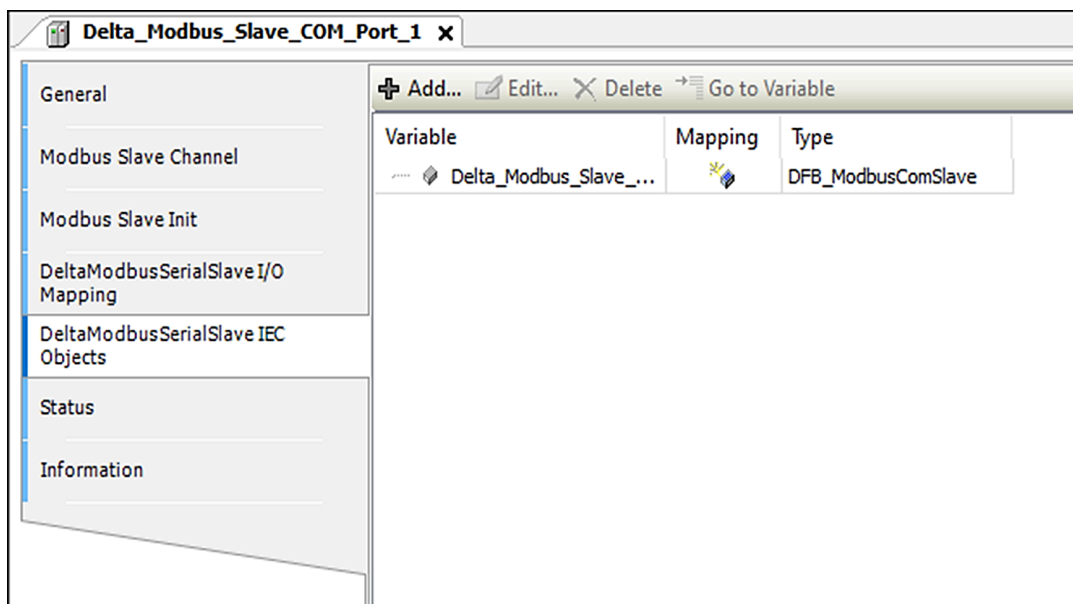 Delta_Modbus_Slave_COM_Port_1
General
Modbus Slave Channel
Modbus Slave Init
DeltaModbusSerialSlave I/O
Mapping
DeltaModbusSerialSlave IEC
Objects
Status
Information
Add... Edit... Delete Go to Variable
Variable Mapping Type
Delta_Modbus_Slave_... DFB_ModbusComSlave